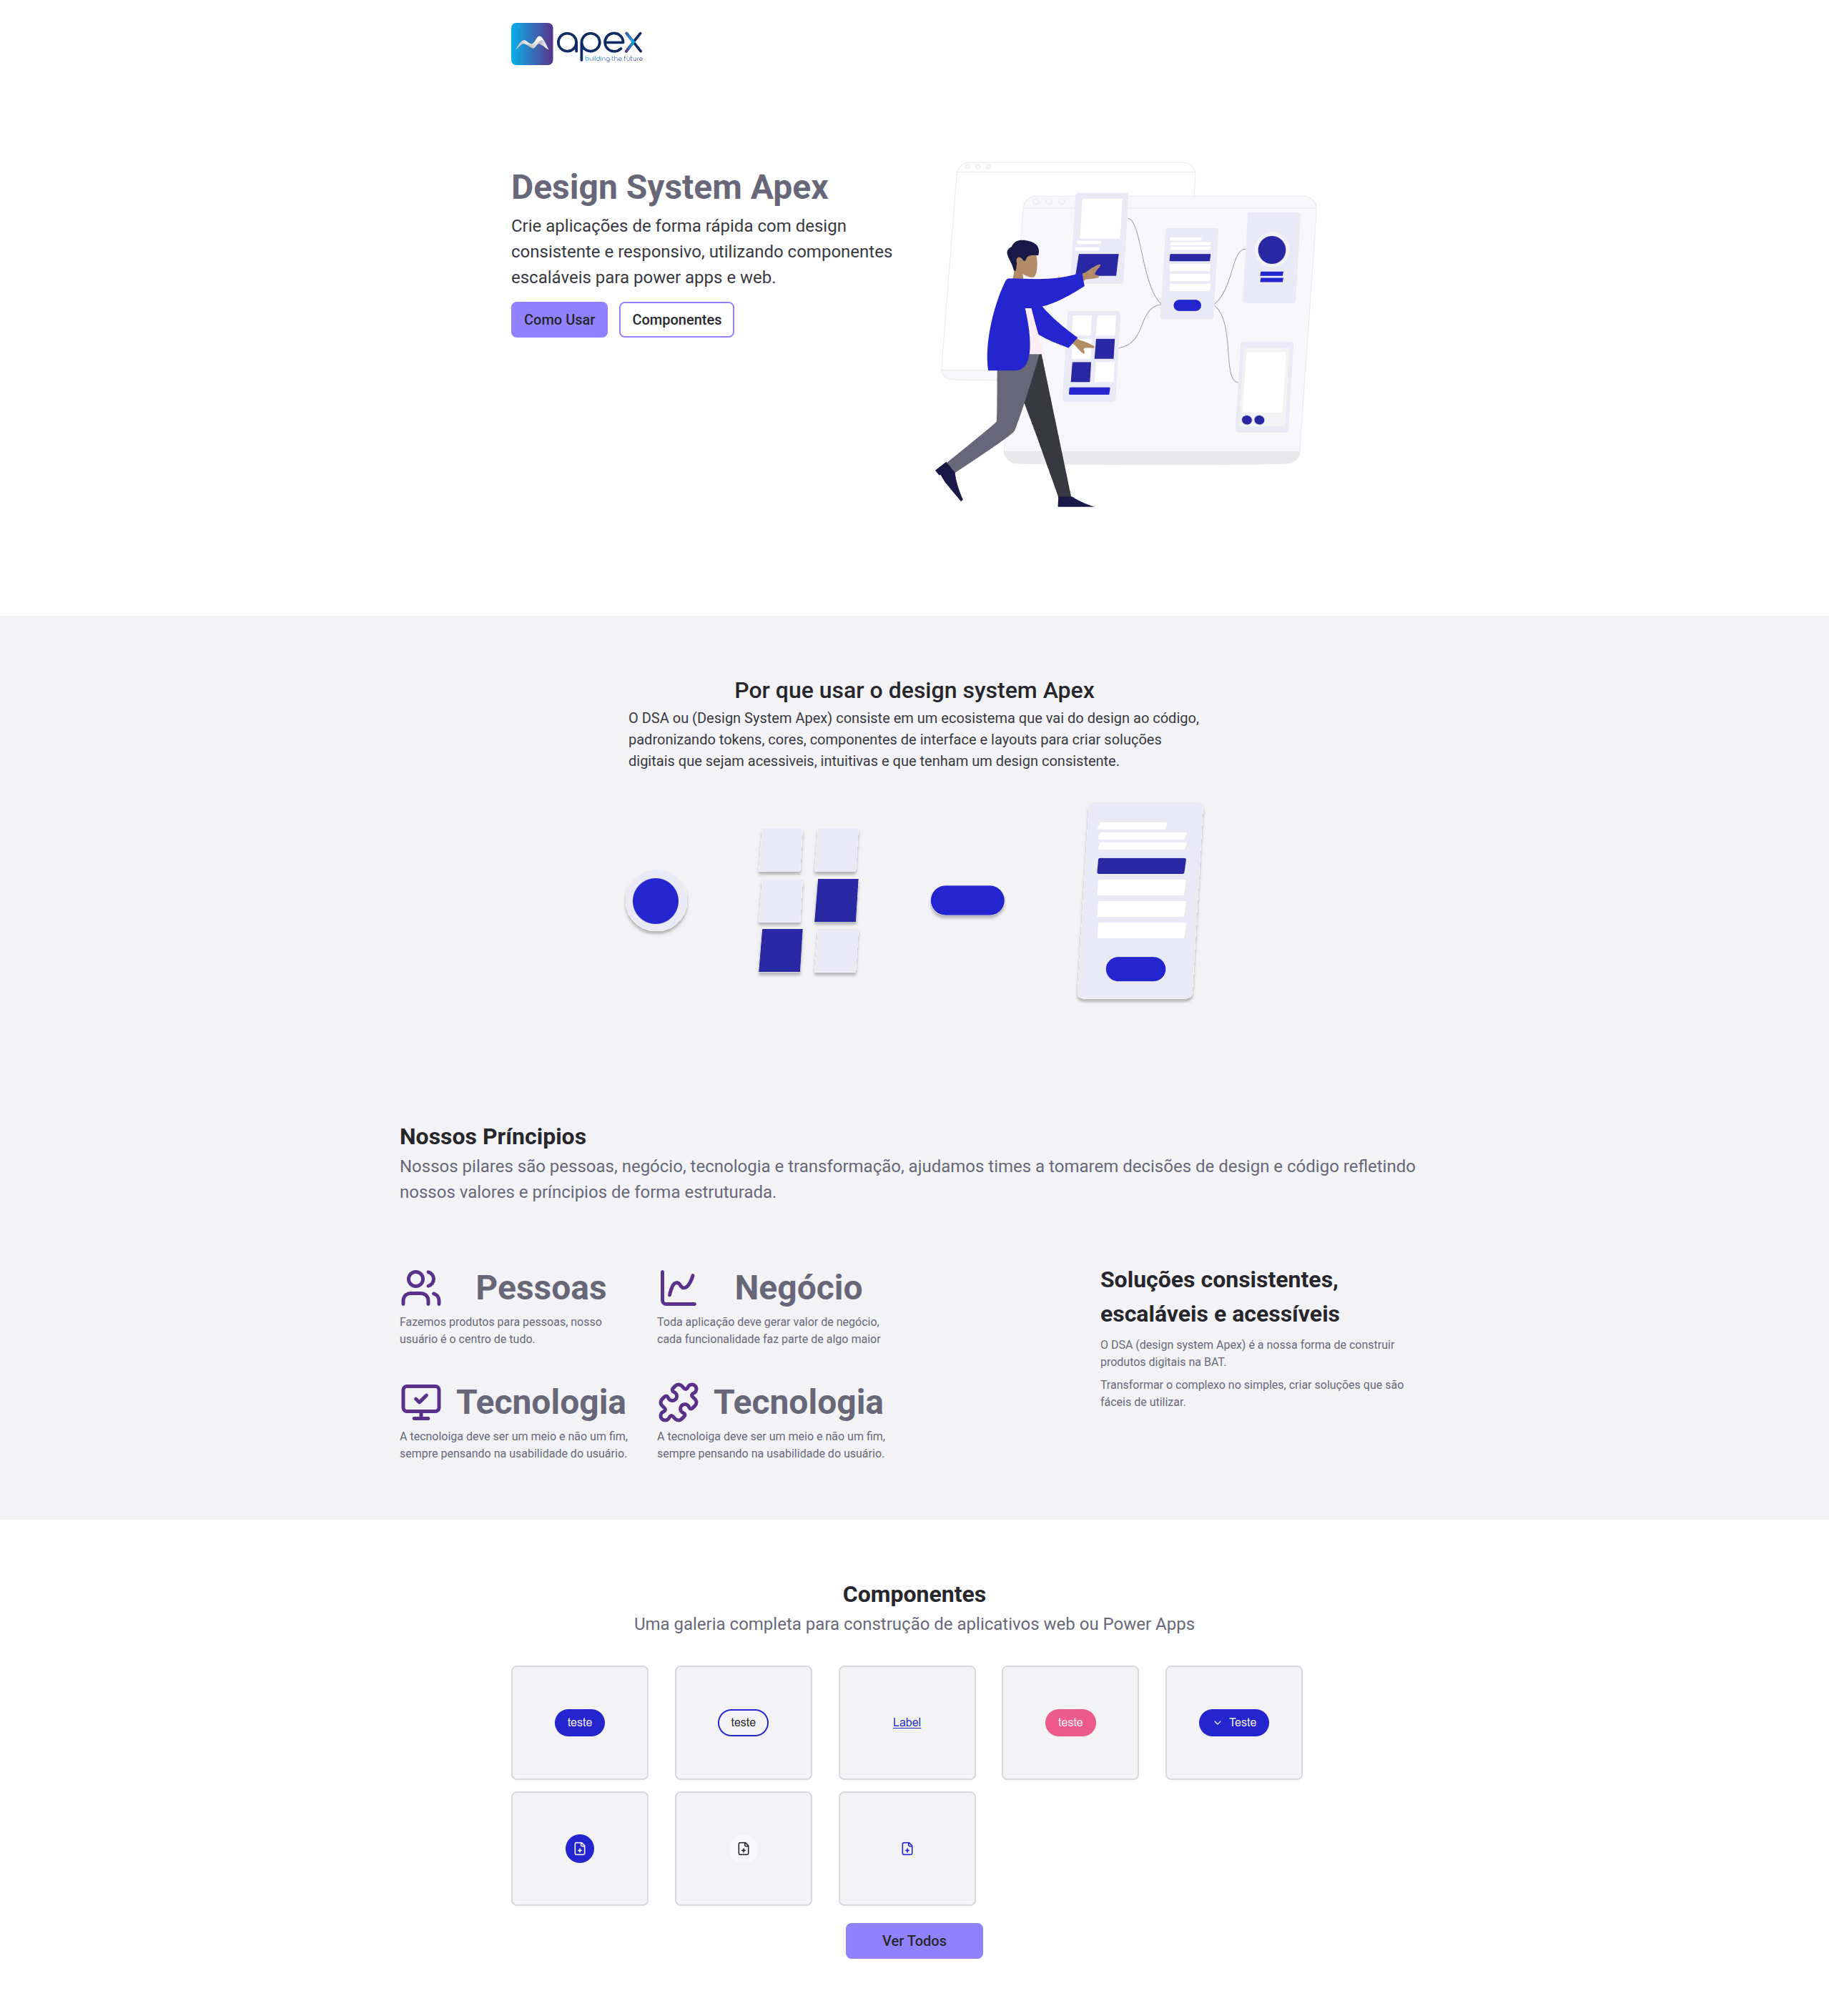 apex
building the future
Design System Apex
Crie aplicações de forma rápida com design
consistente e responsivo, utilizando componentes
escaláveis para power apps e web.
Como Usar
Componentes
Por que usar o design system Apex
O DSA ou (Design System Apex) consiste em um ecosistema que vai do design ao código,
padronizando tokens, cores, componentes de interface e layouts para criar soluções
digitais que sejam acessiveis, intuitivas e que tenham um design consistente.
Nossos Príncipios
Nossos pilares são pessoas, negócio, tecnologia e transformação, ajudamos times a tomarem decisões de design e código refletindo
nossos valores e príncipios de forma estruturada.
Pessoas
Fazemos produtos para pessoas, nosso
usuário é o centro de tudo.
Negócio
Toda aplicação deve gerar valor de negócio,
cada funcionalidade faz parte de algo maior
Tecnologia
A tecnoloiga deve ser um meio e não um fim,
sempre pensando na usabilidade do usuário.
Tecnologia
A tecnoloiga deve ser um meio e não um fim,
sempre pensando na usabilidade do usuário.
Soluções consistentes,
escaláveis e acessíveis
O DSA (design system Apex) é a nossa forma de construir
produtos digitais na BAT.
Transformar o complexo no simples, criar soluções que são
fáceis de utilizar.
Componentes
Uma galeria completa para construção de aplicativos web ou Power Apps
teste
teste
Label
teste
Teste
Ver Todos